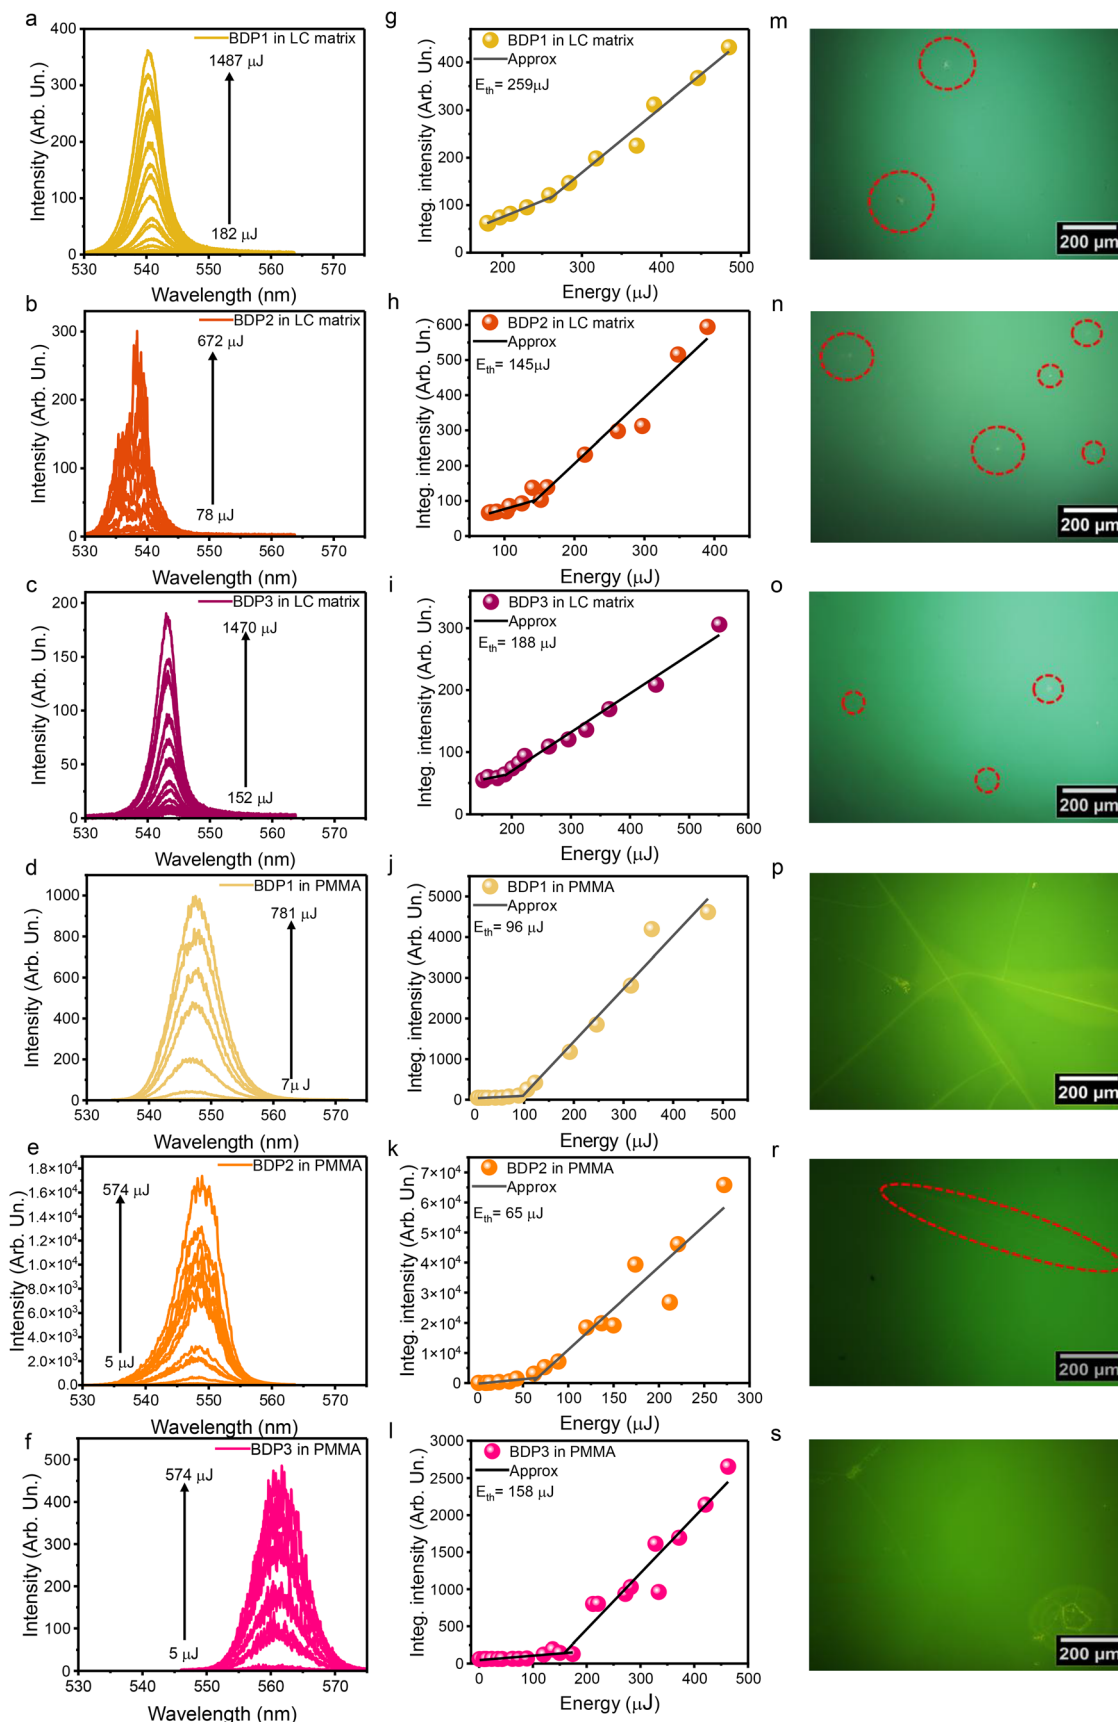 a
400
300
200
100
0
Intensity (Arb. Un.)
BDP1 in LC matrix
1487 μJ
182 μJ
530 540 550 560 570
Wavelength (nm)
g
400
300
200
100
0
Integ. intensity (Arb. Un.)
BDP1 in LC matrix
Approx
Eth = 259μJ
200 300 400 500
Energy (μJ)
m
200 μm
b
300
200
100
0
Intensity (Arb. Un.)
BDP2 in LC matrix
672 μJ
78 μJ
530 540 550 560 570
Wavelength (nm)
h
600
500
400
300
200
100
0
Integ. intensity (Arb. Un.)
BDP2 in LC matrix
Approx
Eth = 145μJ
100 200 300 400
Energy (μJ)
n
200 μm
c
200
150
100
50
0
Intensity (Arb. Un.)
BDP3 in LC matrix
1470 μJ
152 μJ
530 540 550 560 570
Wavelength (nm)
i
300
200
100
0
Integ. intensity (Arb. Un.)
BDP3 in LC matrix
Approx
Eth= 188 μJ
200 300 400 500 600
Energy (μJ)
o
200 μm
d
1000
800
600
400
200
0
Intensity (Arb. Un.)
BDP1 in PMMA
781 μJ
7μ J
530 540 550 560 570
Wavelength (nm)
j
5000
4000
3000
2000
1000
0
Integ. intensity (Arb. Un.)
BDP1 in PMMA
Approx
Eth= 96 μJ
0 100 200 300 400 500
Energy (μJ)
p
200 μm
e
1.8×10⁴
1.6×10⁴
1.4×10⁴
1.2×10⁴
1.0×10⁴
8.0×10³
6.0×10³
4.0×10³
2.0×10³
0.0
Intensity (Arb. Un.)
BDP2 in PMMA
574 μJ
5 μJ
530 540 550 560 570
Wavelength (nm)
k
7×10⁴
6×10⁴
5×10⁴
4×10⁴
3×10⁴
2×10⁴
1×10⁴
0
Integ. intensity (Arb. Un.)
BDP2 in PMMA
Approx
Eth= 65 μJ
0 50 100 150 200 250 300
Energy (μJ)
r
200 μm
f
500
400
300
200
100
0
Intensity (Arb. Un.)
BDP3 in PMMA
574 μJ
5 μJ
530 540 550 560 570
Wavelength (nm)
l
3000
2500
2000
1500
1000
500
0
Integ. intensity (Arb. Un.)
BDP3 in PMMA
Approx
Eth= 158 μJ
0 100 200 300 400 500
Energy (μJ)
s
200 μm